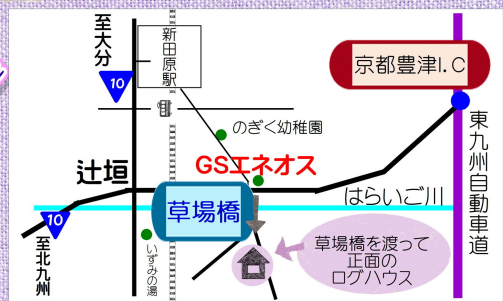 至大分
10
新田原駅
京都豊津I.C
のぎく幼稚園
GSエネオス
辻垣
はらいご川
東九州自動車道
草場橋
10
至北九州
いずみの湯
草場橋を渡って
正面の
ログハウス